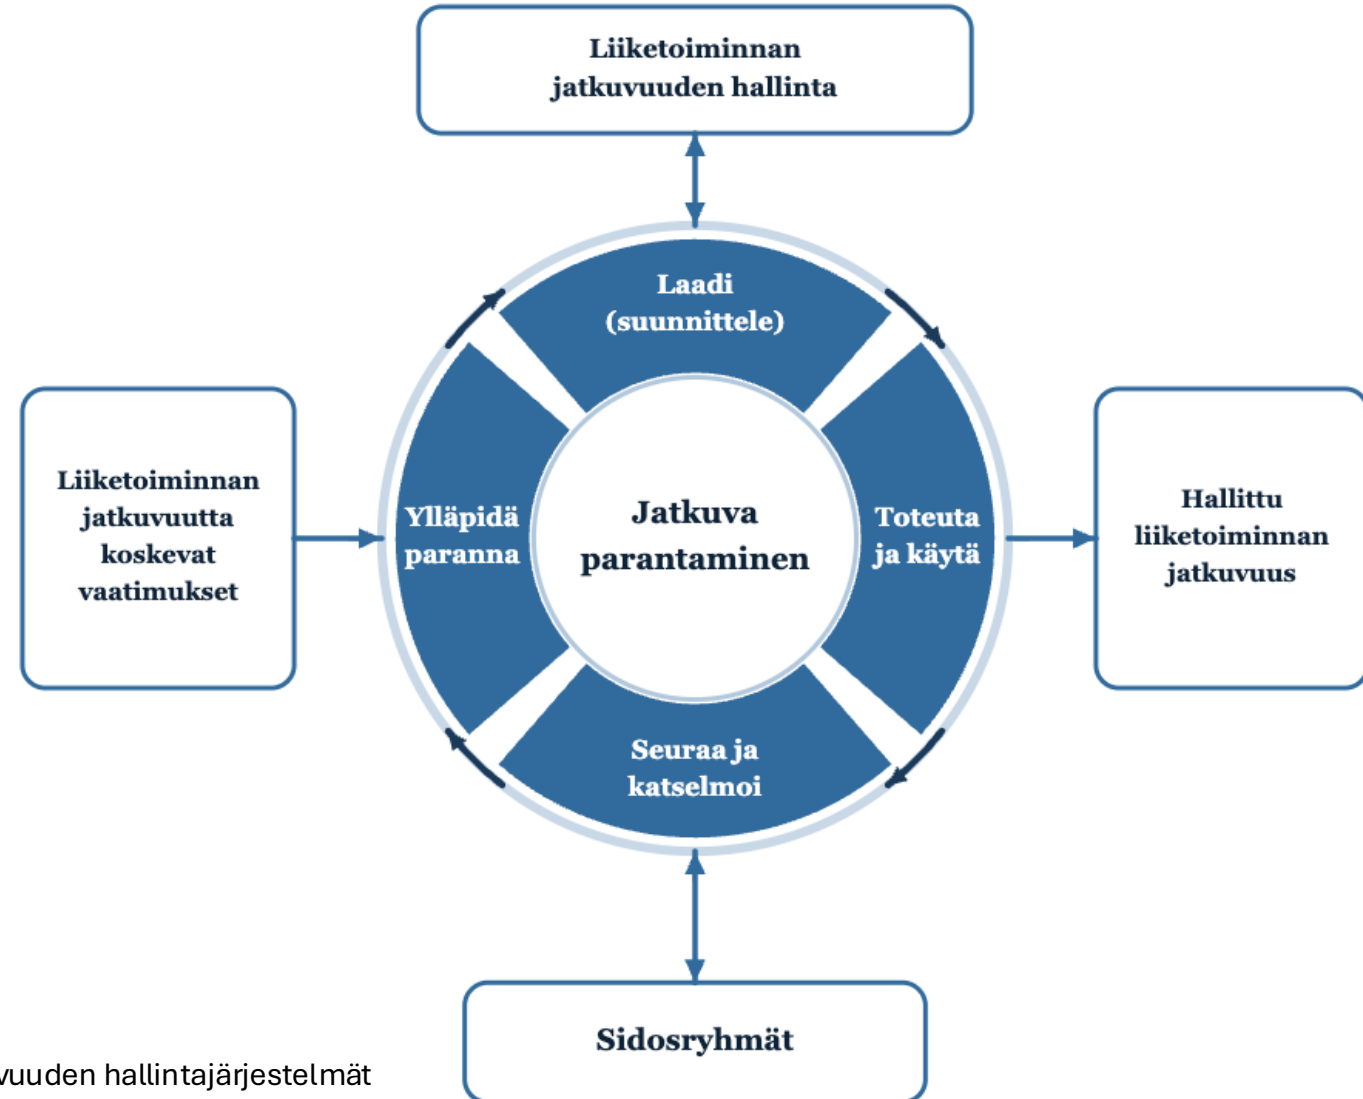 Liiketoiminnan
jatkuvuuden hallinta
Laadi
(suunnittele)
Liiketoiminnan
jatkuvuutta
koskevat
vaatimukset
Ylläpidä
paranna
Jatkuva
parantaminen
Toteuta
ja käytä
Hallittu
liiketoiminnan
jatkuvuus
Seuraa ja
katselmoi
Sidosryhmät
hallintajärjestelmät